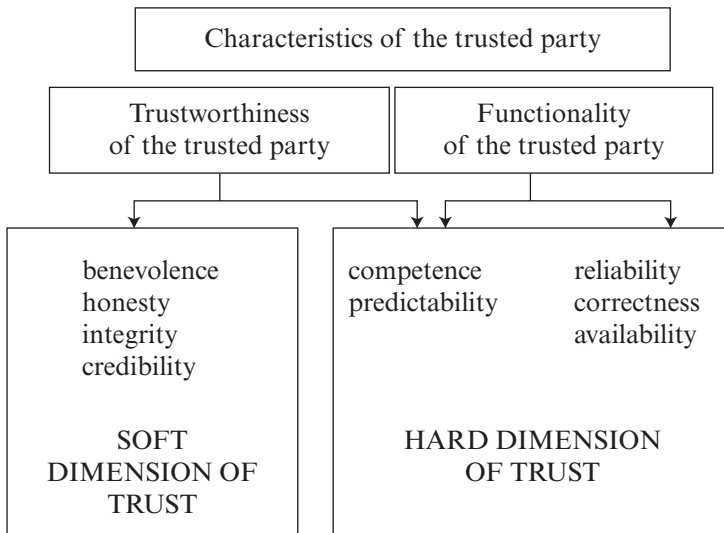 Characteristics of the trusted party
Trustworthiness
of the trusted party
Functionality
of the trusted party
benevolence
honesty
integrity
credibility
SOFT
DIMENSION OF
TRUST
competence
predictability
reliability
correctness
availability
HARD DIMENSION
OF TRUST